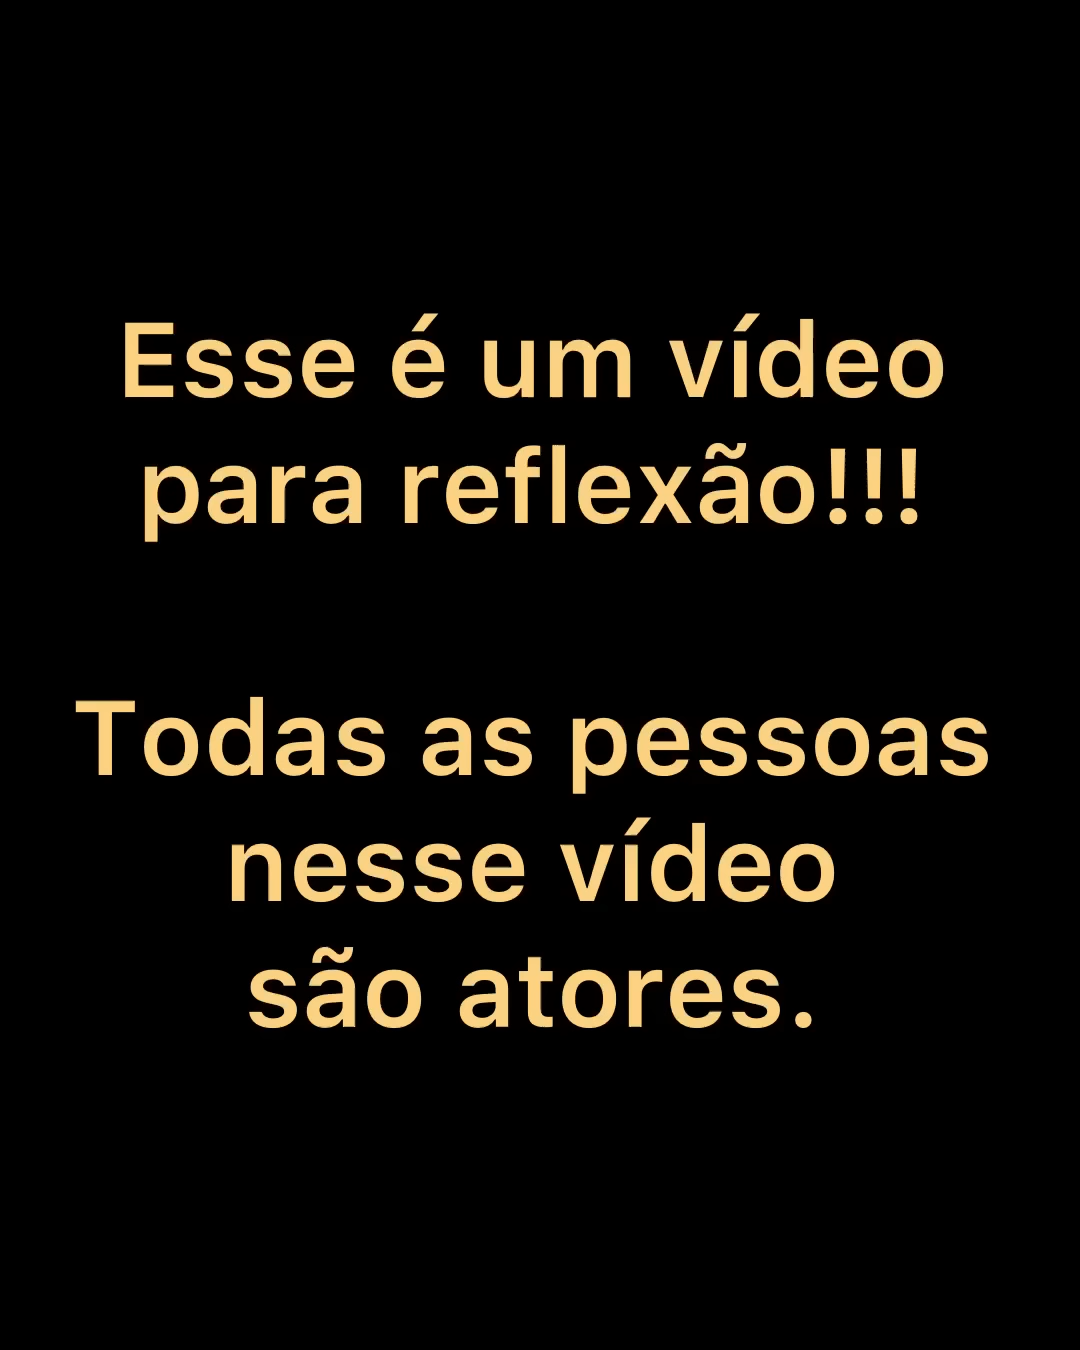 Esse é um vídeo
para reflexão!!!
Todas as pessoas
nesse vídeo
são atores.